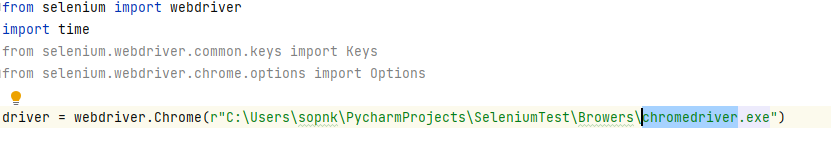 from selenium import webdriver
import time
from selenium.webdriver.common.keys import Keys
from selenium.webdriver.chrome.options import Options
driver = webdriver.Chrome(r"C:\Users\sopnk\PycharmProjects\SeleniumTest\Browers\chromedriver.exe")